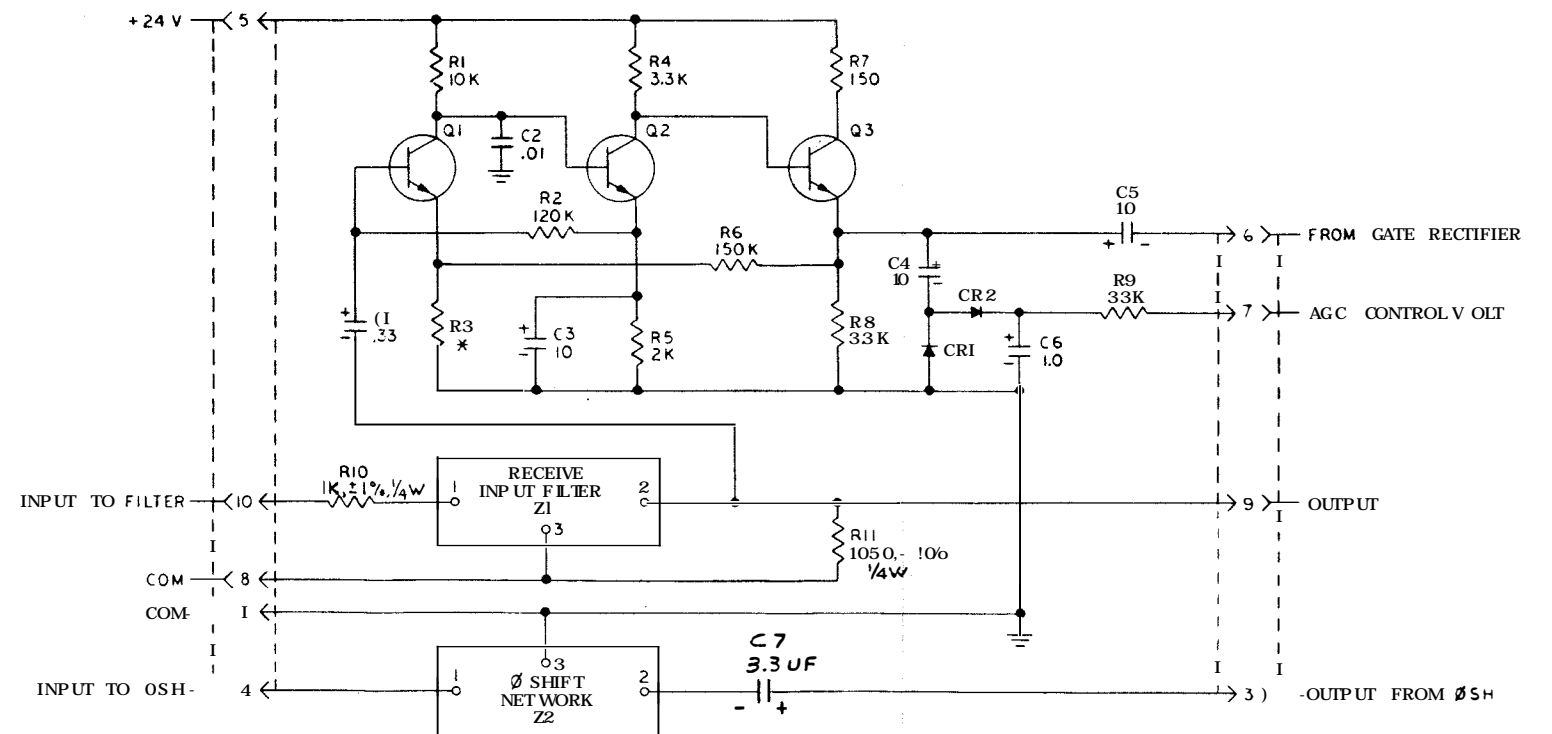 +24 V 5
R1
10K
R4
3.3K
R7
150
Q1
C2
.01
Q2
Q3
R2
120K
R6
150K
C5
10
+ -
6 FROM GATE RECTIFIER
C4
10
+
-
CR2
R9
33K
7 AGC CONTROL V OLT
+
-
(I
.33
R3
*
+
-
C3
10
R5
2K
R8
33K
CR1
+
-
C6
1.0
INPUT TO FILTER 10
R10
1K, ±1%, 1/4W
1
RECEIVE
INPUT FILTER
Z1
2
3
9 OUTPUT
R11
1050,- !0%
1/4W
COM 8
COM- I
INPUT TO 0SH- 4
1
3
Ø SHIFT
NETWORK
Z2
2
C7
3.3 UF
- +
3) -OUTPUT FROM ØSH